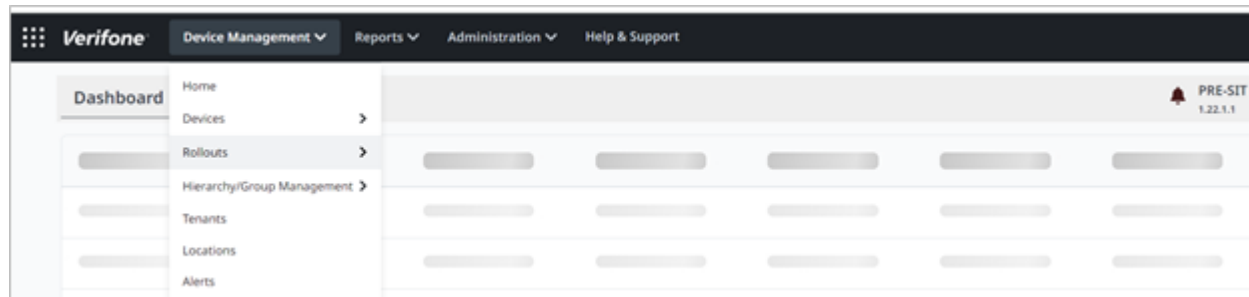 Verifone Device Management Reports Administration Help & Support
Dashboard
PRE-SIT
1.22.1.1
Home
Devices
Rollouts
Hierarchy/Group Management
Tenants
Locations
Alerts